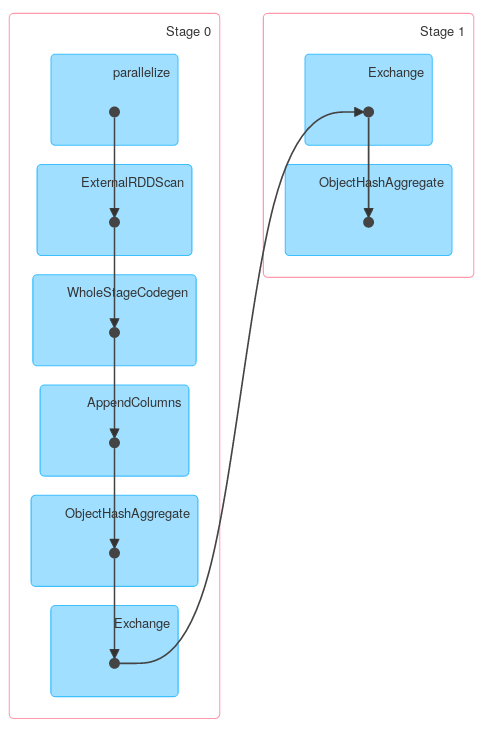 Stage 0
parallelize
ExternalRDDScan
WholeStageCodegen
AppendColumns
ObjectHashAggregate
Exchange
Stage 1
Exchange
ObjectHashAggregate